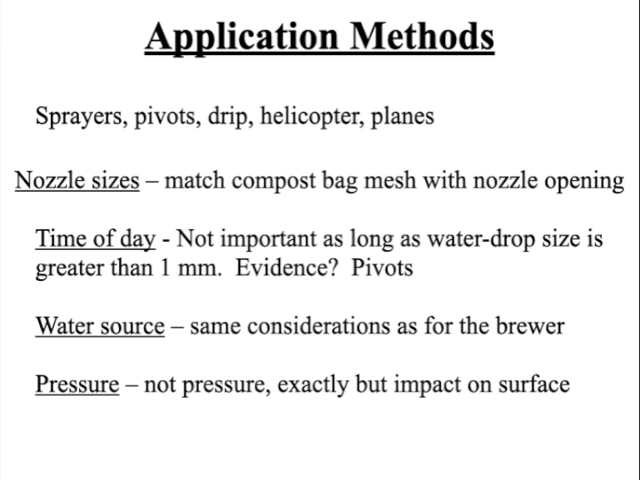 Application Methods
Sprayers, pivots, drip, helicopter, planes
Nozzle sizes – match compost bag mesh with nozzle opening
Time of day - Not important as long as water-drop size is
greater than 1 mm.  Evidence?  Pivots
Water source – same considerations as for the brewer
Pressure – not pressure, exactly but impact on surface